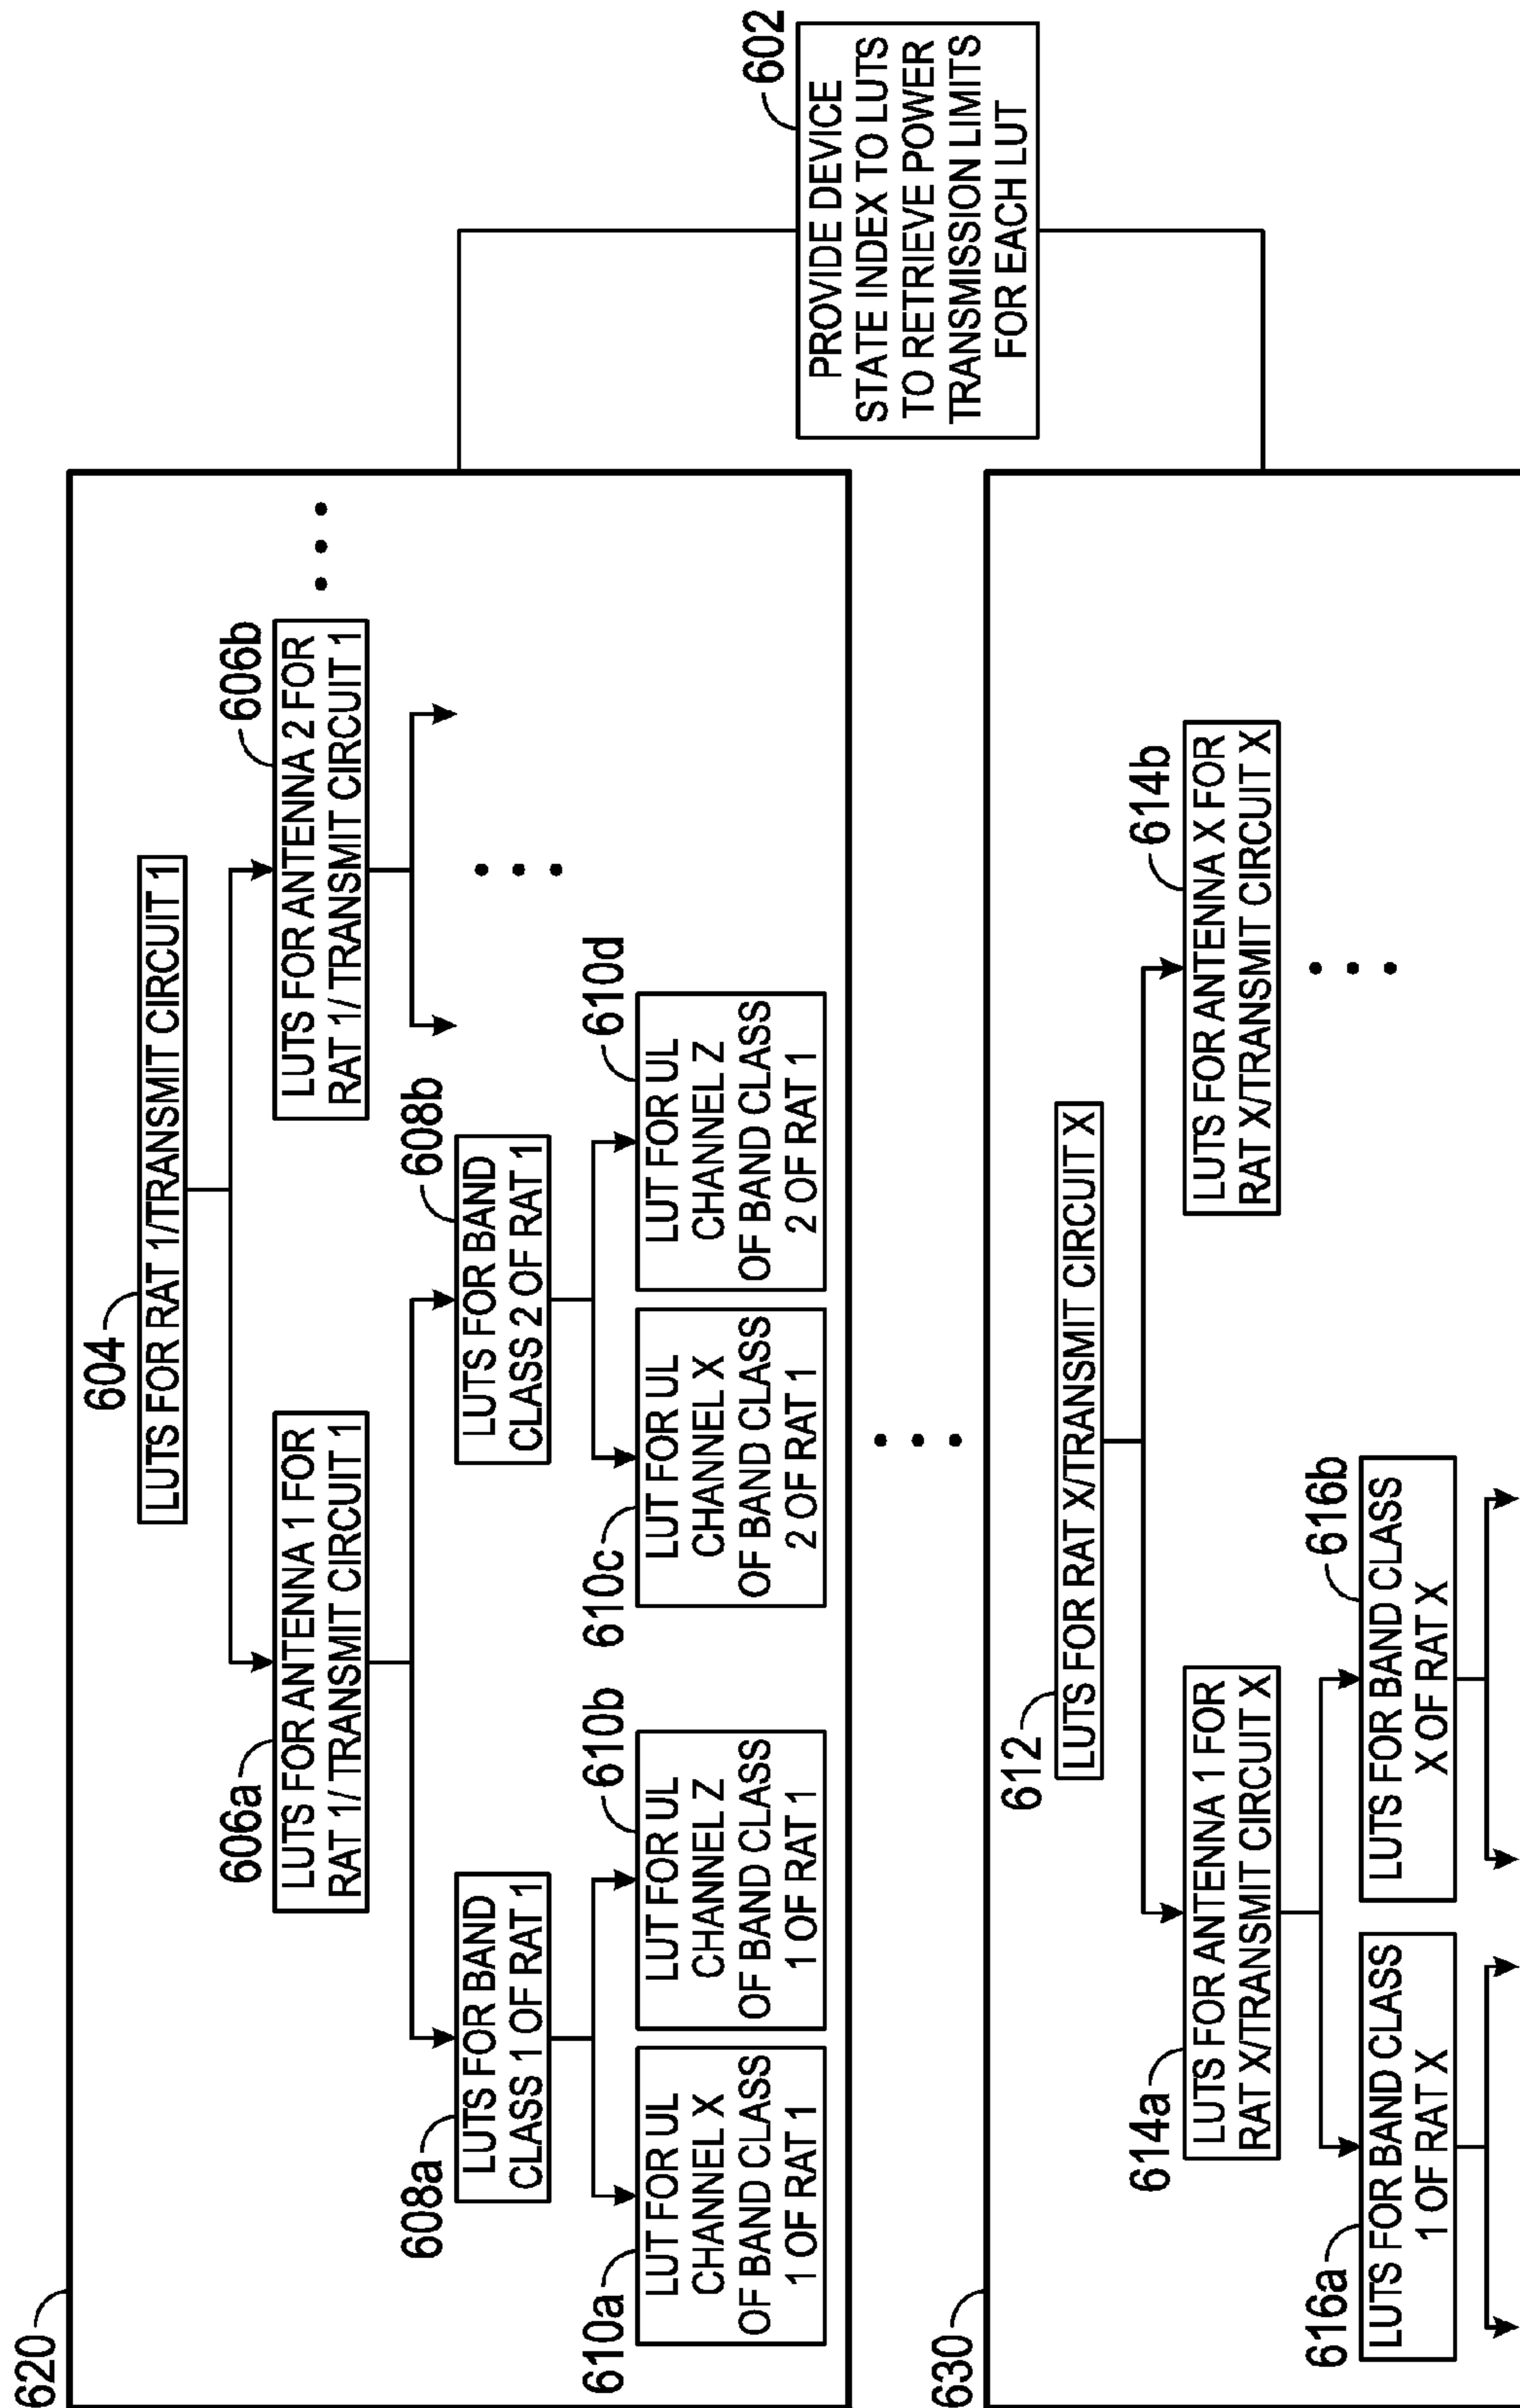 620
604
LUTS FOR RAT 1/TRANSMIT CIRCUIT 1
606a
LUTS FOR ANTENNA 1 FOR
RAT 1/ TRANSMIT CIRCUIT 1
606b
LUTS FOR ANTENNA 2 FOR
RAT 1/ TRANSMIT CIRCUIT 1
608a
LUTS FOR BAND
CLASS 1 OF RAT 1
608b
LUTS FOR BAND
CLASS 2 OF RAT 1
610a
LUT FOR UL
CHANNEL X
OF BAND CLASS
1 OF RAT 1
610b
LUT FOR UL
CHANNEL Z
OF BAND CLASS
1 OF RAT 1
610c
LUT FOR UL
CHANNEL X
OF BAND CLASS
2 OF RAT 1
610d
LUT FOR UL
CHANNEL Z
OF BAND CLASS
2 OF RAT 1
602
PROVIDE DEVICE
STATE INDEX TO LUTS
TO RETRIEVE POWER
TRANSMISSION LIMITS
FOR EACH LUT
630
612
LUTS FOR RAT X/TRANSMIT CIRCUIT X
614a
LUTS FOR ANTENNA 1 FOR
RAT X/TRANSMIT CIRCUIT X
614b
LUTS FOR ANTENNA X FOR
RAT X/TRANSMIT CIRCUIT X
616a
LUTS FOR BAND CLASS
1 OF RAT X
616b
LUTS FOR BAND CLASS
X OF RAT X